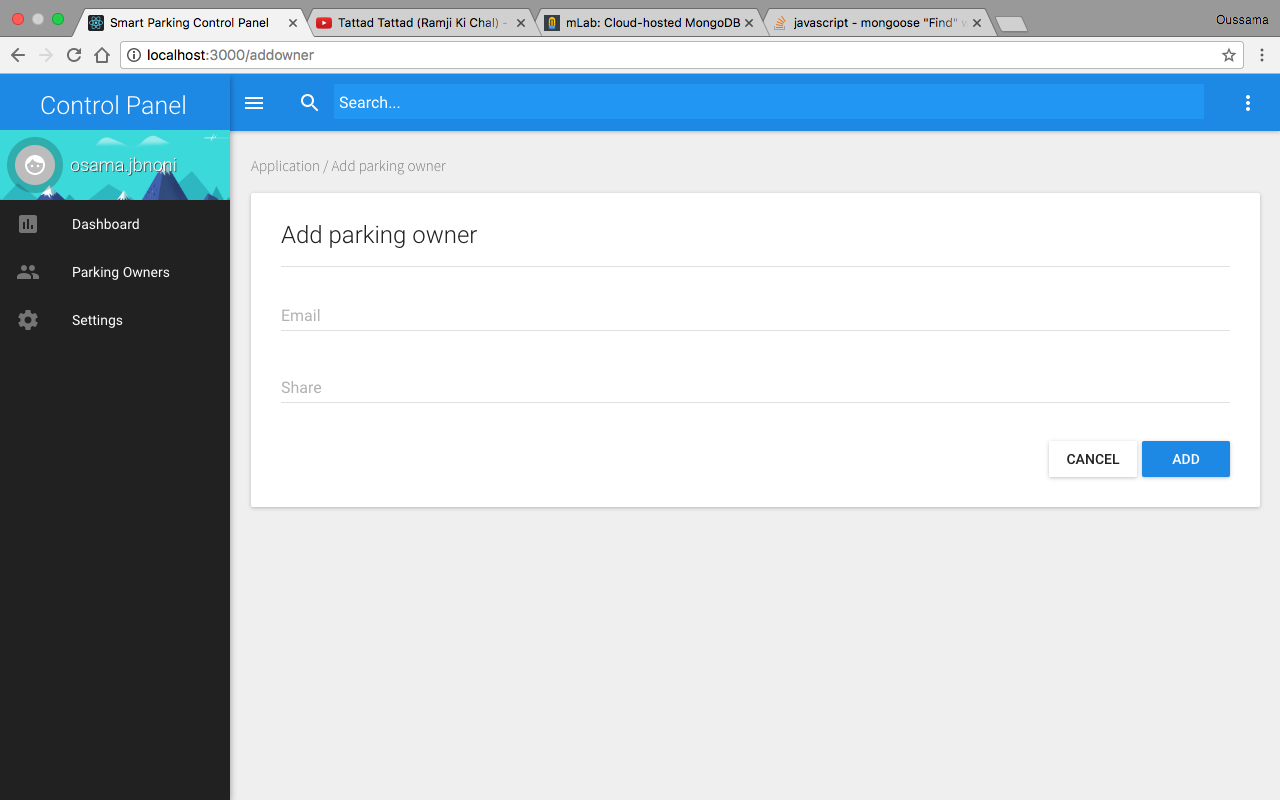 Smart Parking Control Panel
Tattad Tattad (Ramji Ki Chal) -
mLab: Cloud-hosted MongoDB
javascript - mongoose "Find" w
Oussama
localhost:3000/addowner
Control Panel
Search...
osama.jbnoni
Dashboard
Parking Owners
Settings
Application / Add parking owner
Add parking owner
Email
Share
CANCEL
ADD